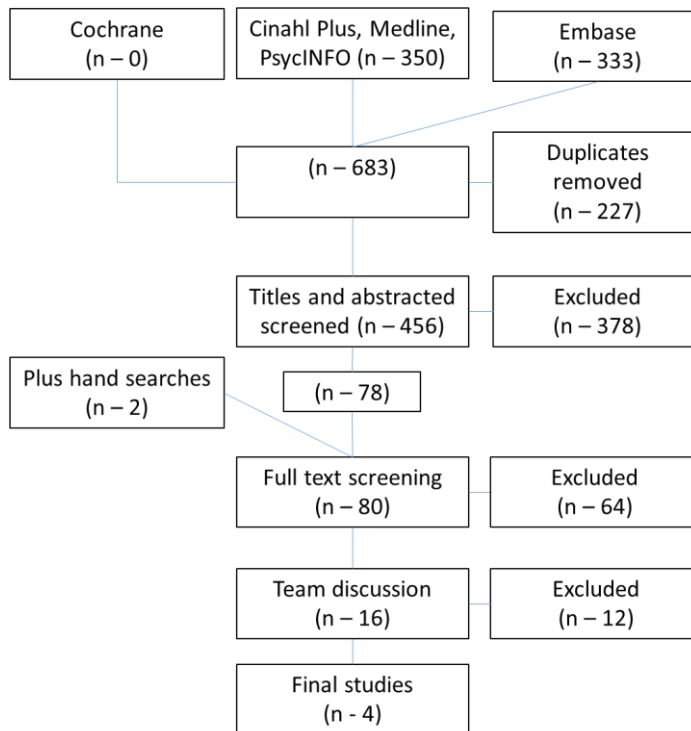 Cochrane
(n – 0)
Cinahl Plus, Medline,
PsycINFO (n – 350)
Embase
(n – 333)
(n – 683)
Duplicates
removed
(n – 227)
Titles and abstracted
screened (n – 456)
Excluded
(n – 378)
Plus hand searches
(n – 2)
(n – 78)
Full text screening
(n – 80)
Excluded
(n – 64)
Team discussion
(n – 16)
Excluded
(n – 12)
Final studies
(n - 4)